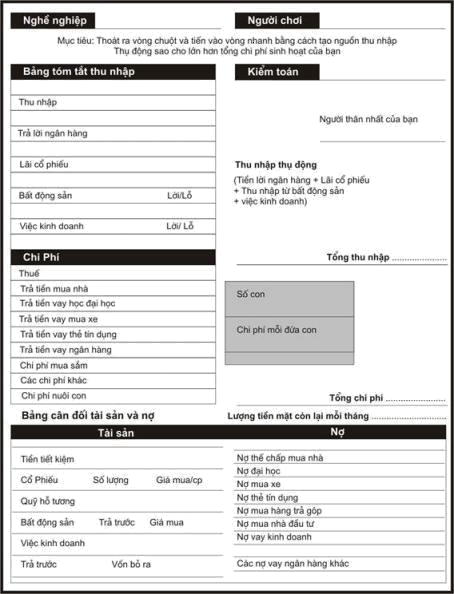 Nghề nghiệp
Người chơi
Mục tiêu: Thoát ra vòng chuột và tiến vào vòng nhanh bằng cách tạo nguồn thu nhập
Thụ động sao cho lớn hơn tổng chi phí sinh hoạt của bạn
Bảng tóm tắt thu nhập
Thu nhập
Trả lời ngân hàng
Lãi cổ phiếu
Bất động sản Lời/Lỗ
Việc kinh doanh Lời/ Lỗ
Kiểm toán
Người thân nhất của bạn
Thu nhập thụ động
(Tiền lời ngân hàng + Lãi cổ phiếu
+ Thu nhập từ bất động sản
+ việc kinh doanh)
Tổng thu nhập .....................
Chi Phí
Thuế
Trả tiền mua nhà
Trả tiền vay học đại học
Trả tiền vay mua xe
Trả tiền vay thẻ tín dụng
Trả tiền vay ngân hàng
Chi phí mua sắm
Các chi phí khác
Chi phí nuôi con
Số con
Chi phí mỗi đứa con
Tổng chi phí .......................
Bảng cân đối tài sản và nợ
Lượng tiền mặt còn lại mỗi tháng .......................
Tài sản
Tiền tiết kiệm
Cổ Phiếu Số lượng Giá mua/cp
Quỹ hỗ tương
Bất động sản Trả trước Giá mua
Việc kinh doanh
Trả trước Vốn bỏ ra
Nợ
Nợ thế chấp mua nhà
Nợ đại học
Nợ mua xe
Nợ thẻ tín dụng
Nợ mua hàng trả góp
Nợ mua nhà đầu tư
Nợ vay kinh doanh
Các nợ vay ngân hàng khác